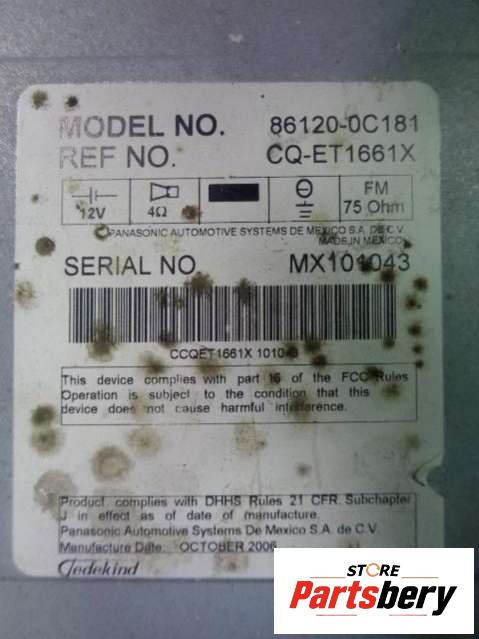 MODEL NO. 86120-0C181
REF NO. CQ-ET1661X
12V 4Ω FM 75 Ohm
PANASONIC AUTOMOTIVE SYSTEMS DE MEXICO S.A. DE C.V.
MADE IN MEXICO
SERIAL NO MX101043
CCQET1661X 101043
This device complies with part 15 of the FCC Rules
Operation is subject to the condition that this
device does not cause harmful interference.
Product complies with DHHS Rules 21 CFR Subchapter
J in effect as of date of manufacture.
Panasonic Automotive Systems De Mexico S.A. de C.V.
Manufacture Date: OCTOBER 2006
Jedekind
STORE
Partsbery